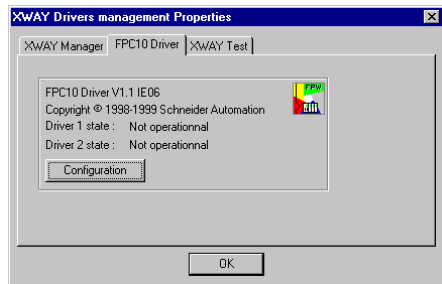 XWAY Drivers management Properties
XWAY Manager FPC10 Driver XWAY Test
FPW
FPC10 Driver V1.1 IE06
Copyright © 1998-1999 Schneider Automation
Driver 1 state : Not operationnal
Driver 2 state : Not operationnal
Configuration
OK